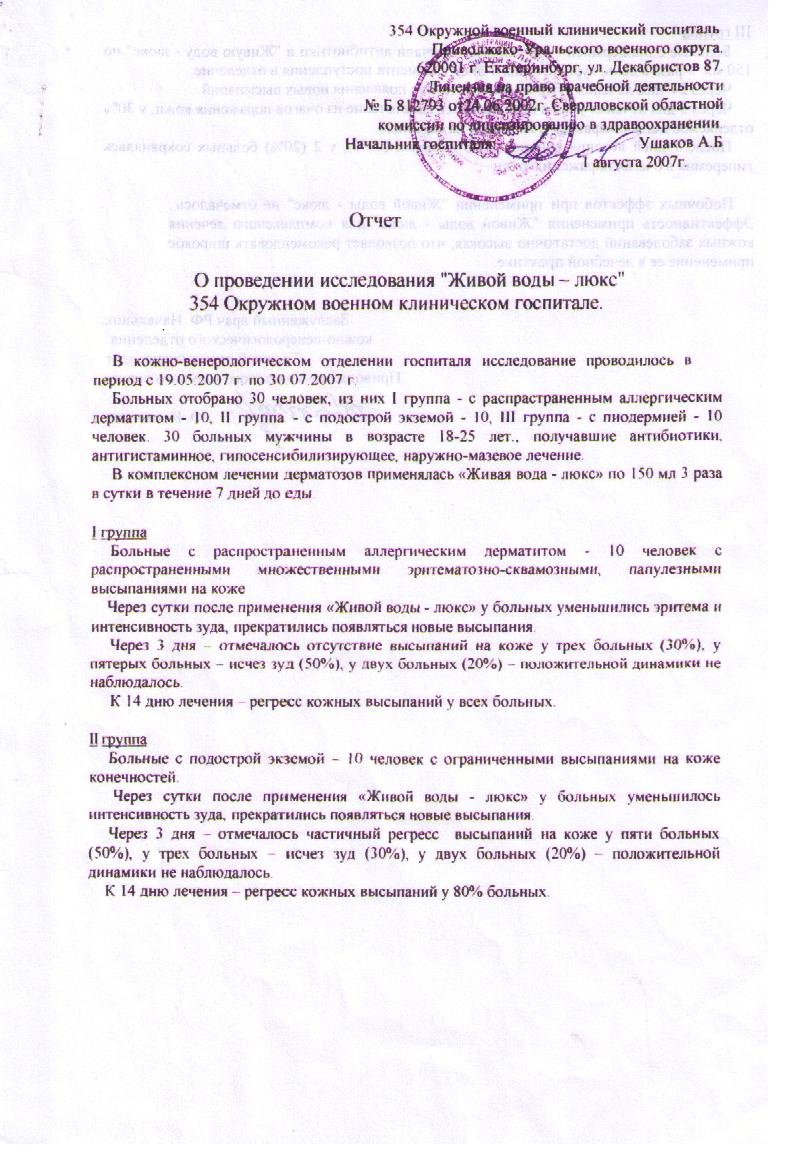 354 Окружной военный клинический госпиталь
Приволжско-Уральского военного округа.
620001 г. Екатеринбург, ул. Декабристов 87.
Лицензия на право врачебной деятельности
№ Б 812793 от24.06.2002г. Свердловской областной
комиссии по лицензированию в здравоохранении.
Начальник госпиталя Ушаков А.Б
1 августа 2007г.
Отчет
О проведении исследования "Живой воды – люкс"
354 Окружном военном клиническом госпитале.
В кожно-венерологическом отделении госпиталя исследование проводилось в
период с 19.05.2007 г. по 30 07.2007 г.
Больных отобрано 30 человек, из них I группа - с распрастраненным аллергическим
дерматитом - 10, II группа - с подострой экземой - 10, III группа - с пиодермией - 10
человек. 30 больных мужчины в возрасте 18-25 лет., получавшие антибиотики,
антигистаминное, гипосенсибилизирующее, наружно-мазевое лечение.
В комплексном лечении дерматозов применялась «Живая вода - люкс» по 150 мл 3 раза
в сутки в течение 7 дней до еды.
I группа
Больные с распространенным аллергическим дерматитом - 10 человек с
распространенными множественными эритематозно-сквамозными, папулезными
высыпаниями на коже
Через сутки после применения «Живой воды - люкс» у больных уменьшились эритема и
интенсивность зуда, прекратились появляться новые высыпания.
Через 3 дня – отмечалось отсутствие высыпаний на коже у трех больных (30%), у
пятерых больных – исчез зуд (50%), у двух больных (20%) – положительной динамики не
наблюдалось.
К 14 дню лечения – регресс кожных высыпаний у всех больных.
II группа
Больные с подострой экземой – 10 человек с ограниченными высыпаниями на коже
конечностей.
Через сутки после применения «Живой воды - люкс» у больных уменьшилось
интенсивность зуда, прекратились появляться новые высыпания.
Через 3 дня – отмечалось частичный регресс высыпаний на коже у пяти больных
(50%), у трех больных – исчез зуд (30%), у двух больных (20%) – положительной
динамики не наблюдалось.
К 14 дню лечения – регресс кожных высыпаний у 80% больных.